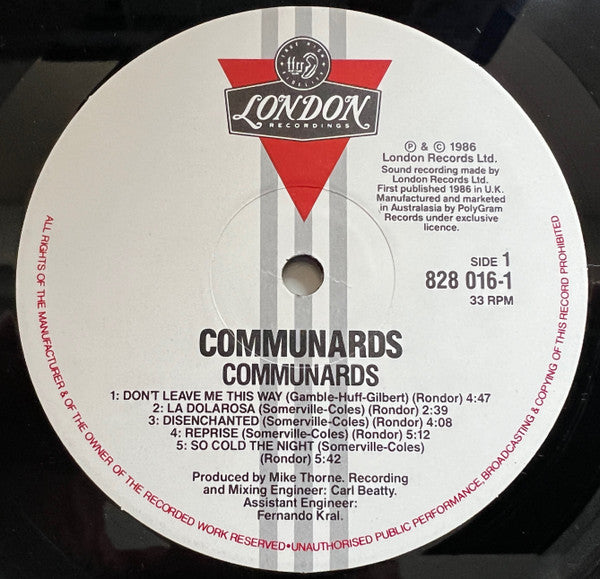 FULL HIGH FIDELITY
ffrr
LONDON
RECORDINGS
℗ & © 1986
London Records Ltd.
Sound recording made by
London Records Ltd.
First published 1986 in U.K.
Manufactured and marketed
in Australasia by PolyGram
Records under exclusive
licence.
SIDE 1
828 016-1
33 RPM
COMMUNARDS
COMMUNARDS
1: DON'T LEAVE ME THIS WAY (Gamble-Huff-Gilbert) (Rondor) 4:47
2: LA DOLAROSA (Somerville-Coles) (Rondor) 2:39
3: DISENCHANTED (Somerville-Coles) (Rondor) 4:08
4: REPRISE (Somerville-Coles) (Rondor) 5:12
5: SO COLD THE NIGHT (Somerville-Coles)
(Rondor) 5:42
Produced by Mike Thorne. Recording
and Mixing Engineer: Carl Beatty.
Assistant Engineer:
Fernando Kral.
ALL RIGHTS OF THE MANUFACTURER & OF THE OWNER OF THE RECORDED WORK RESERVED•UNAUTHORISED PUBLIC PERFORMANCE BROADCASTING & COPYING OF THIS RECORD PROHIBITED